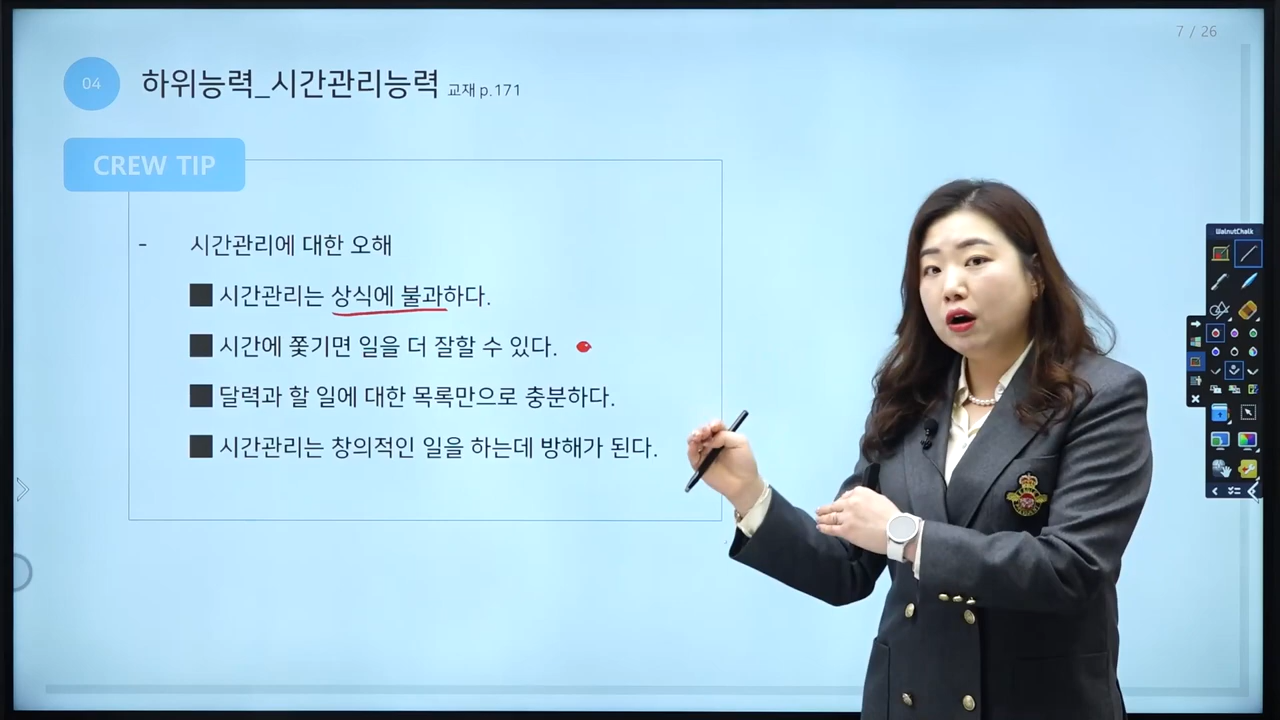 7 / 26
04
하위능력_시간관리능력 교재 p.171
CREW TIP
- 시간관리에 대한 오해
시간관리는 상식에 불과하다.
시간에 쫓기면 일을 더 잘할 수 있다.
달력과 할 일에 대한 목록만으로 충분하다.
시간관리는 창의적인 일을 하는데 방해가 된다.
WalnutChalk